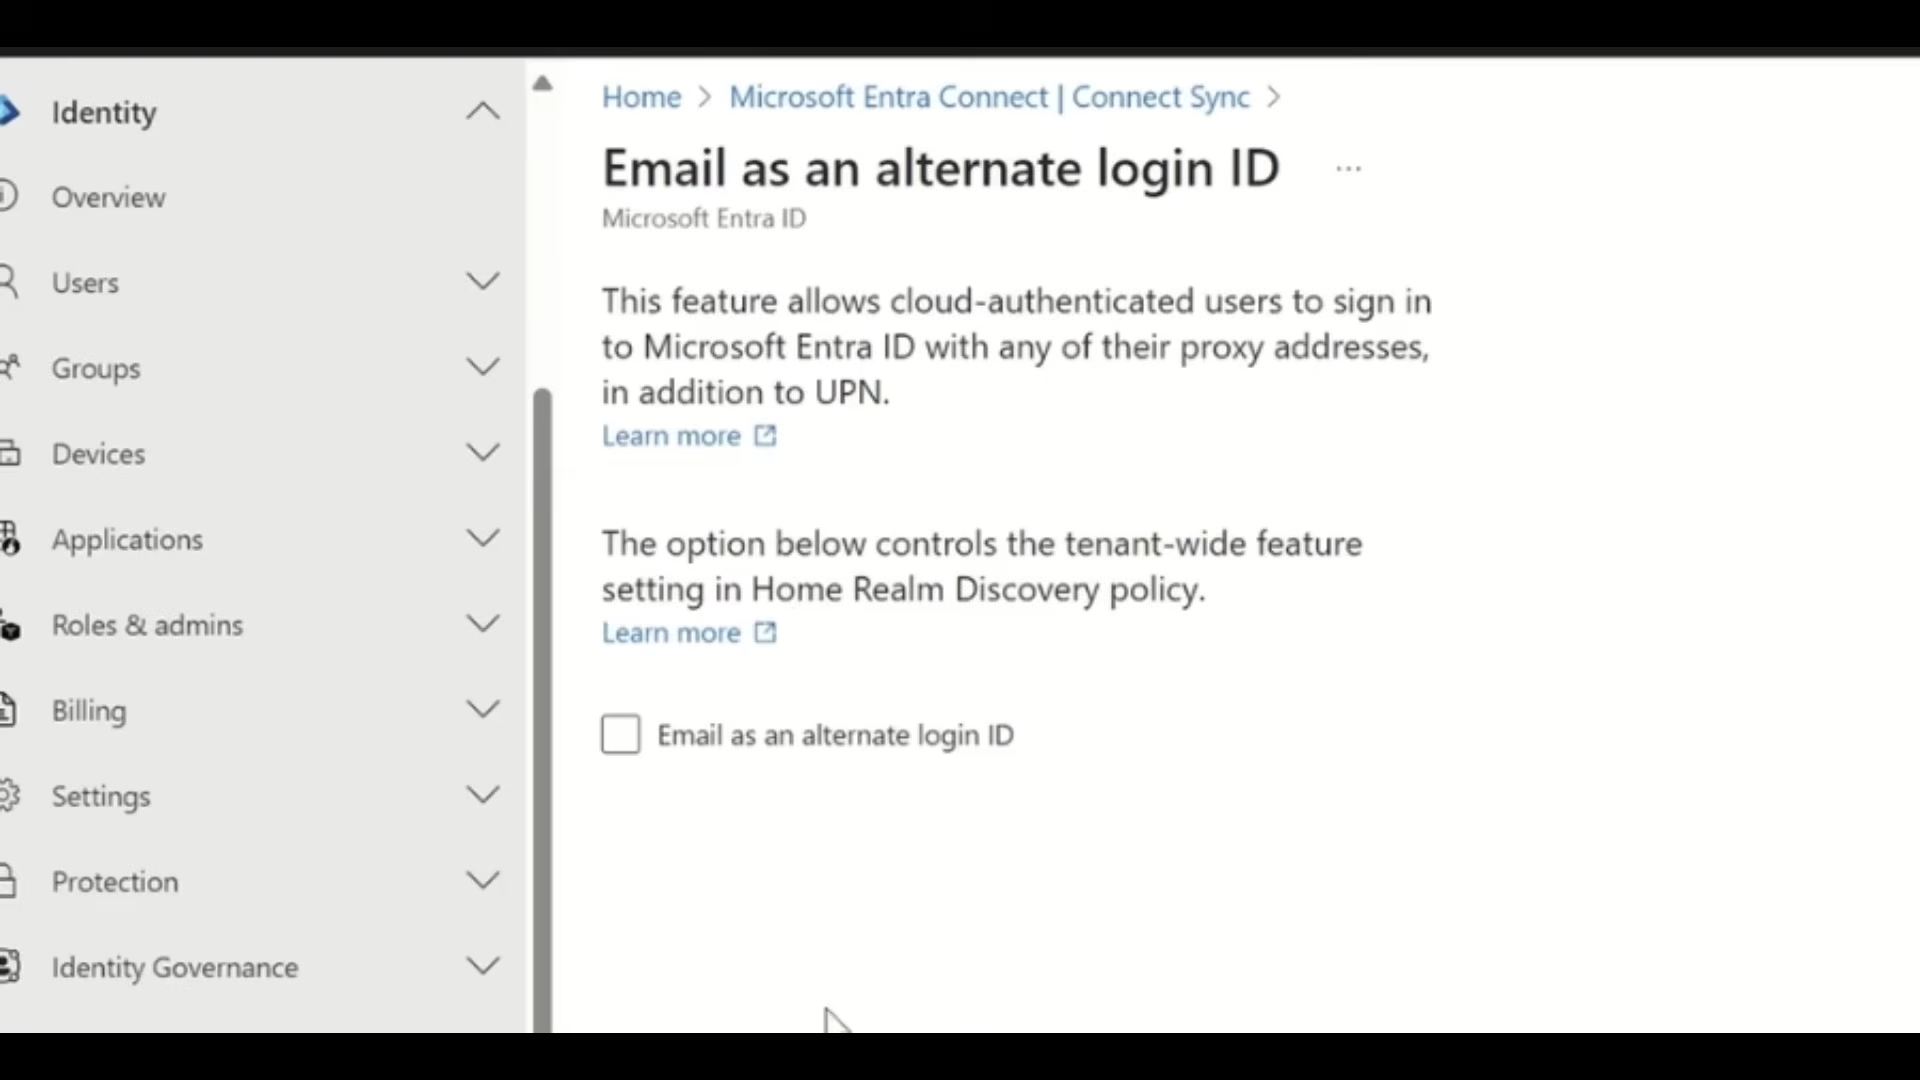 Identity
Overview
Users
Groups
Devices
Applications
Roles & admins
Billing
Settings
Protection
Identity Governance
Home > Microsoft Entra Connect | Connect Sync >
Email as an alternate login ID ...
Microsoft Entra ID
This feature allows cloud-authenticated users to sign in
to Microsoft Entra ID with any of their proxy addresses,
in addition to UPN.
Learn more
The option below controls the tenant-wide feature
setting in Home Realm Discovery policy.
Learn more
Email as an alternate login ID